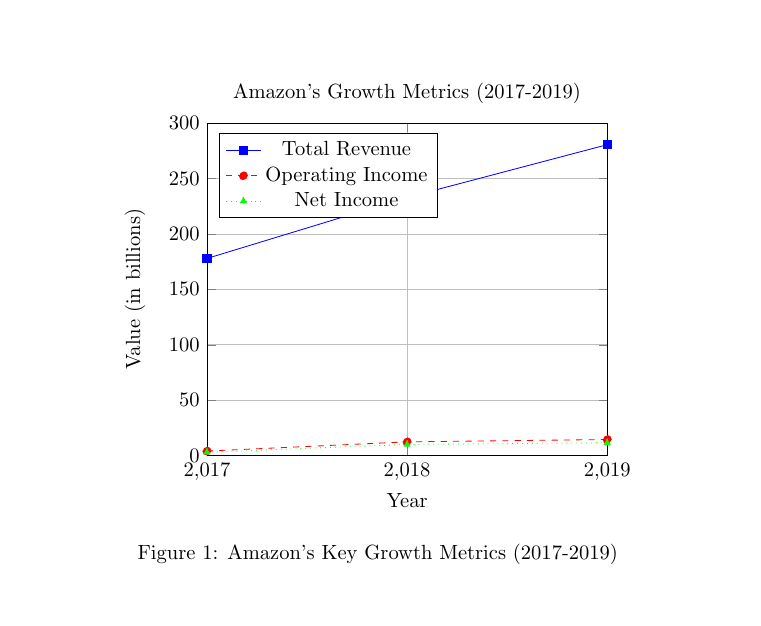 Amazon's Growth Metrics (2017-2019)
300
250
200
150
100
50
0
Value (in billions)
Total Revenue
Operating Income
Net Income
2,017 2,018 2,019
Year
Figure 1: Amazon's Key Growth Metrics (2017-2019)